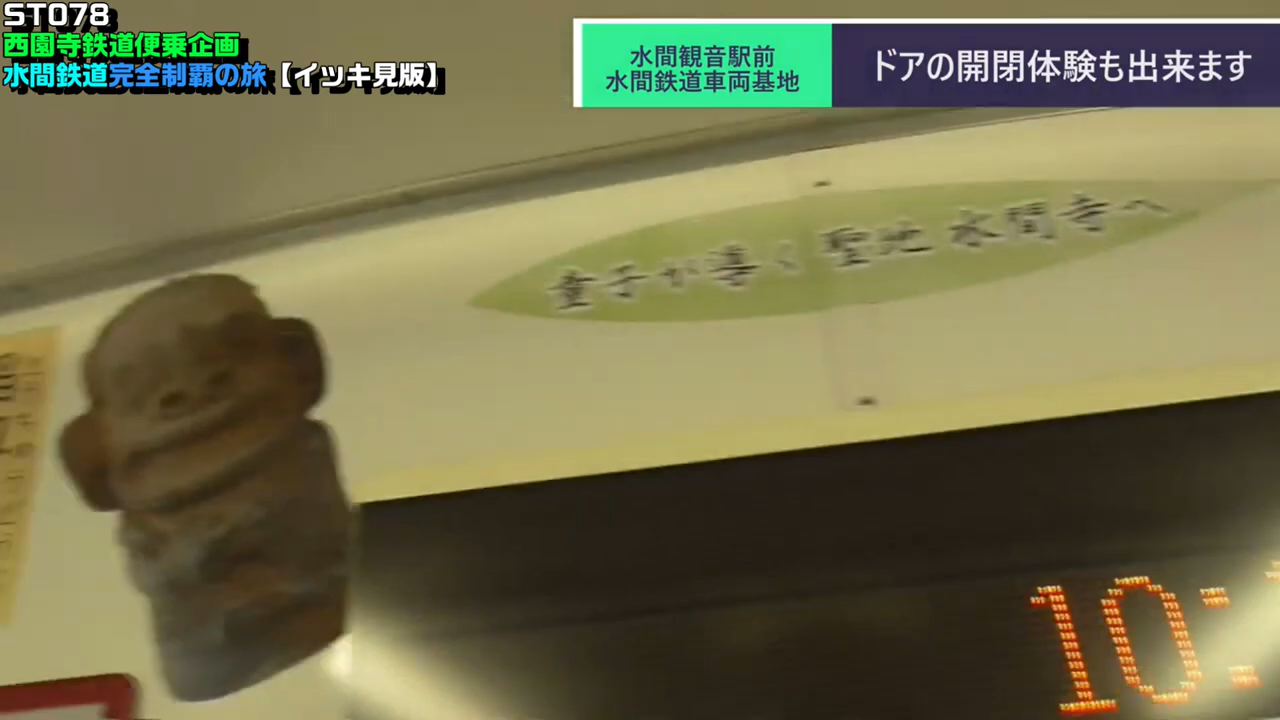 ST078
西園寺鉄道便乗企画
水間鉄道完全制覇の旅【イツキ見版】
水間観音駅前
水間鉄道車両基地
ドアの開閉体験も出来ます
童子が導く 聖地 水間寺へ
10: